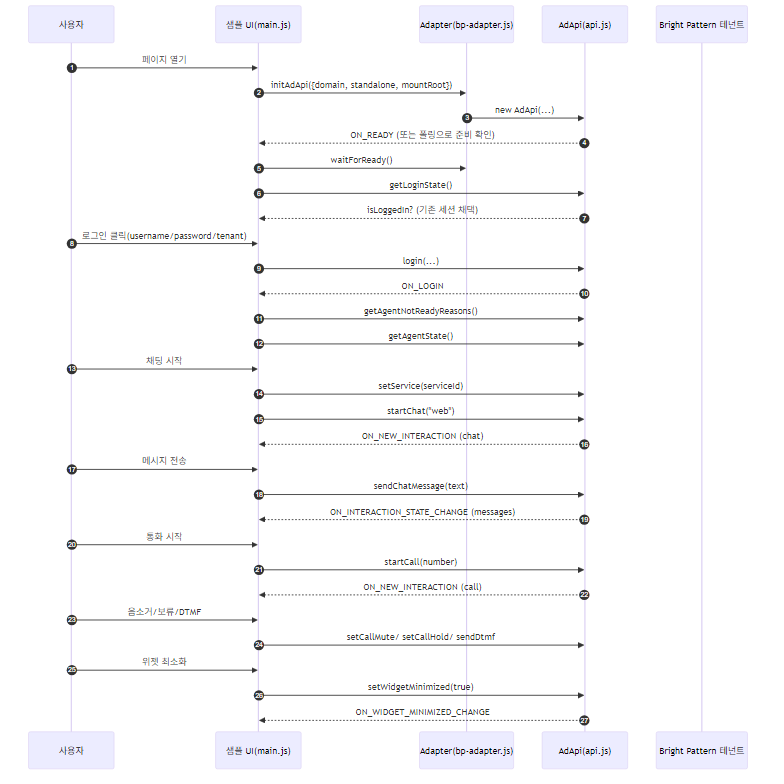 사용자
샘플 UI(main.js)
Adapter(bp-adapter.js)
AdApi(api.js)
Bright Pattern 테넌트
1 페이지 열기
2 initAdApi({domain, standalone, mountRoot})
3 new AdApi(...)
ON_READY (또는 폴링으로 준비 확인) 4
5 waitForReady()
6 getLoginState()
isLoggedIn? (기존 세션 채택) 7
8 로그인 클릭(username/password/tenant)
9 login(...)
ON_LOGIN 10
11 getAgentNotReadyReasons()
12 getAgentState()
13 채팅 시작
14 setService(serviceId)
15 startChat("web")
ON_NEW_INTERACTION (chat) 16
17 메시지 전송
18 sendChatMessage(text)
ON_INTERACTION_STATE_CHANGE (messages) 19
20 통화 시작
21 startCall(number)
ON_NEW_INTERACTION (call) 22
23 음소거/보류/DTMF
24 setCallMute/ setCallHold/ sendDtmf
25 위젯 최소화
26 setWidgetMinimized(true)
ON_WIDGET_MINIMIZED_CHANGE 27
사용자
샘플 UI(main.js)
Adapter(bp-adapter.js)
AdApi(api.js)
Bright Pattern 테넌트